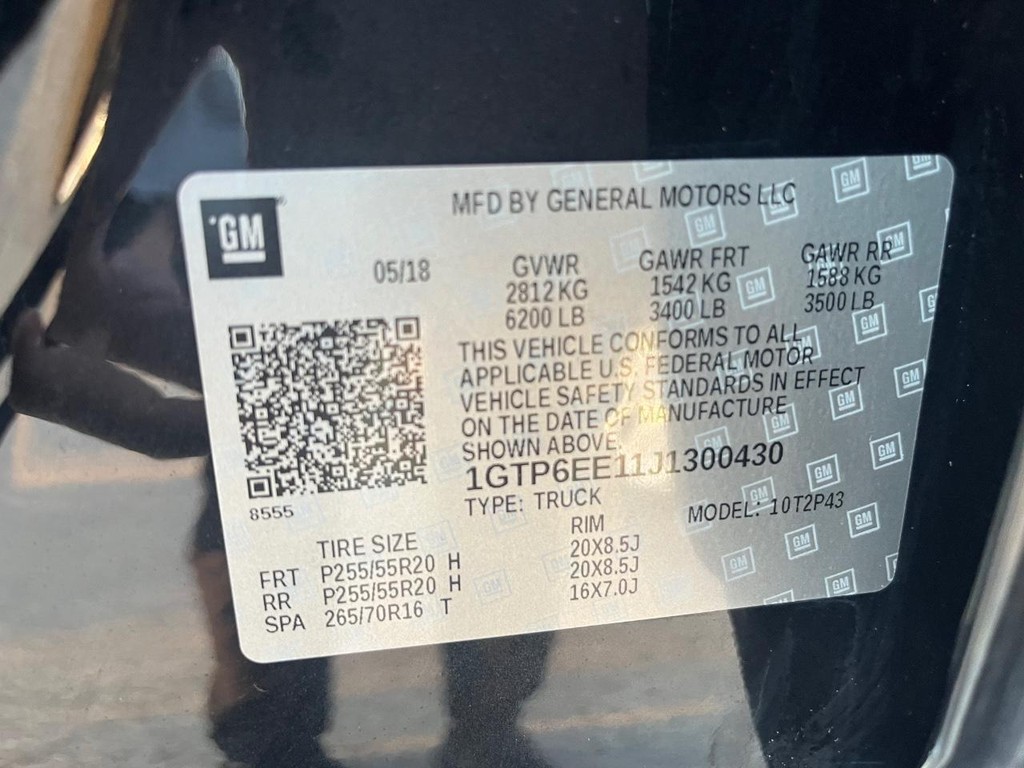 GM
MFD BY GENERAL MOTORS LLC
05/18
GVWR GAWR FRT GAWR RR
2812 KG 1542 KG 1588 KG
6200 LB 3400 LB 3500 LB
THIS VEHICLE CONFORMS TO ALL
APPLICABLE U.S. FEDERAL MOTOR
VEHICLE SAFETY STANDARDS IN EFFECT
ON THE DATE OF MANUFACTURE
SHOWN ABOVE.
1GTP6EE11J1300430
TYPE: TRUCK MODEL: 10T2P43
8555
TIRE SIZE RIM
FRT P255/55R20 H 20X8.5J
RR P255/55R20 H 20X8.5J
SPA 265/70R16 T 16X7.0J